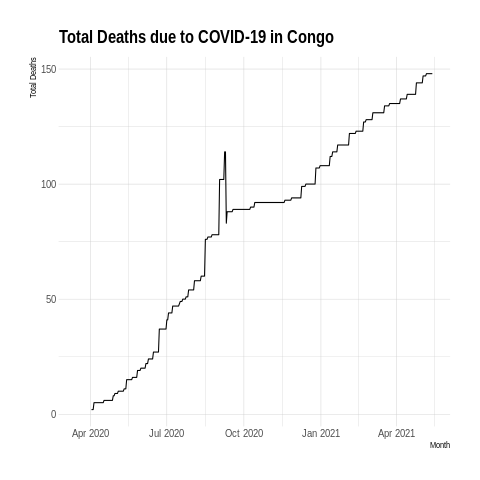 Total Deaths due to COVID-19 in Congo
Total Deaths
150
100
50
0
Apr 2020 Jul 2020 Oct 2020 Jan 2021 Apr 2021
Month